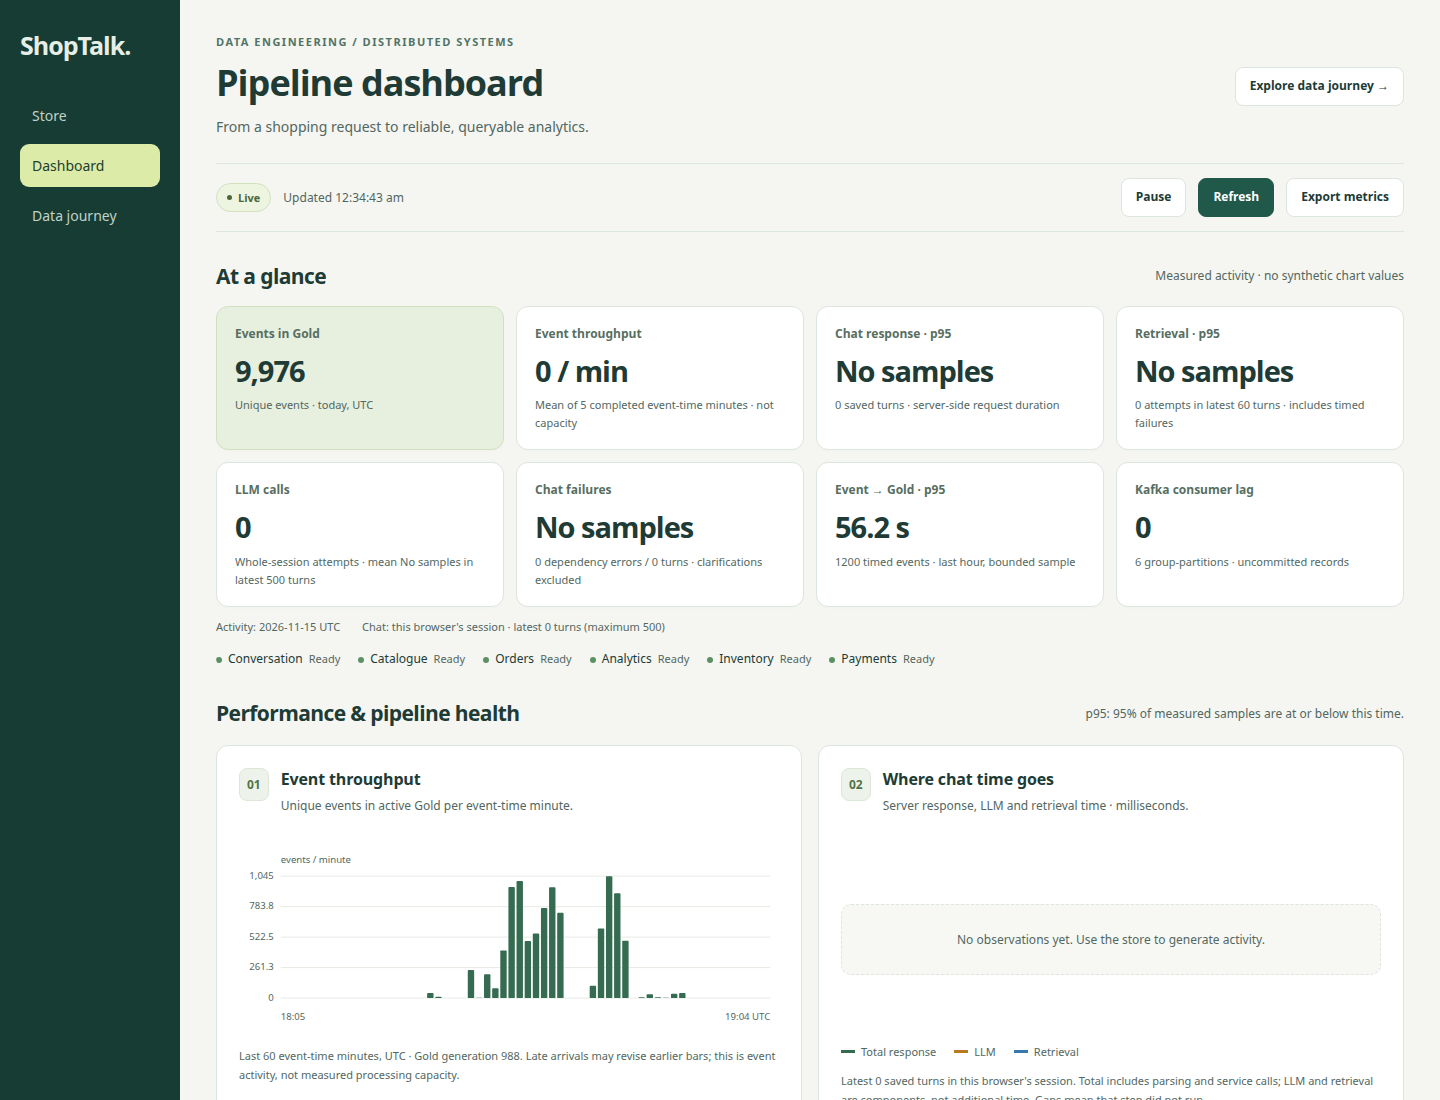 ShopTalk.
Store
Dashboard
Data journey
DATA ENGINEERING / DISTRIBUTED SYSTEMS
Pipeline dashboard
From a shopping request to reliable, queryable analytics.
Explore data journey →
Live
Updated 12:34:43 am
Pause
Refresh
Export metrics
At a glance
Measured activity · no synthetic chart values
Events in Gold
9,976
Unique events · today, UTC
Event throughput
0 / min
Mean of 5 completed event-time minutes · not
capacity
Chat response · p95
No samples
0 saved turns · server-side request duration
Retrieval · p95
No samples
0 attempts in latest 60 turns · includes timed
failures
LLM calls
0
Whole-session attempts · mean No samples in
latest 500 turns
Chat failures
No samples
0 dependency errors / 0 turns · clarifications
excluded
Event → Gold · p95
56.2 s
1200 timed events · last hour, bounded sample
Kafka consumer lag
0
6 group-partitions · uncommitted records
Activity: 2026-11-15 UTC
Chat: this browser's session · latest 0 turns (maximum 500)
Conversation Ready
Catalogue Ready
Orders Ready
Analytics Ready
Inventory Ready
Payments Ready
Performance & pipeline health
p95: 95% of measured samples are at or below this time.
01
Event throughput
Unique events in active Gold per event-time minute.
events / minute
1,045
783.8
522.5
261.3
0
18:05
19:04 UTC
Last 60 event-time minutes, UTC · Gold generation 988. Late arrivals may revise earlier bars; this is event
activity, not measured processing capacity.
02
Where chat time goes
Server response, LLM and retrieval time · milliseconds.
No observations yet. Use the store to generate activity.
Total response
LLM
Retrieval
Latest 0 saved turns in this browser's session. Total includes parsing and service calls; LLM and retrieval
are components, not additional time. Gaps mean that step did not run.